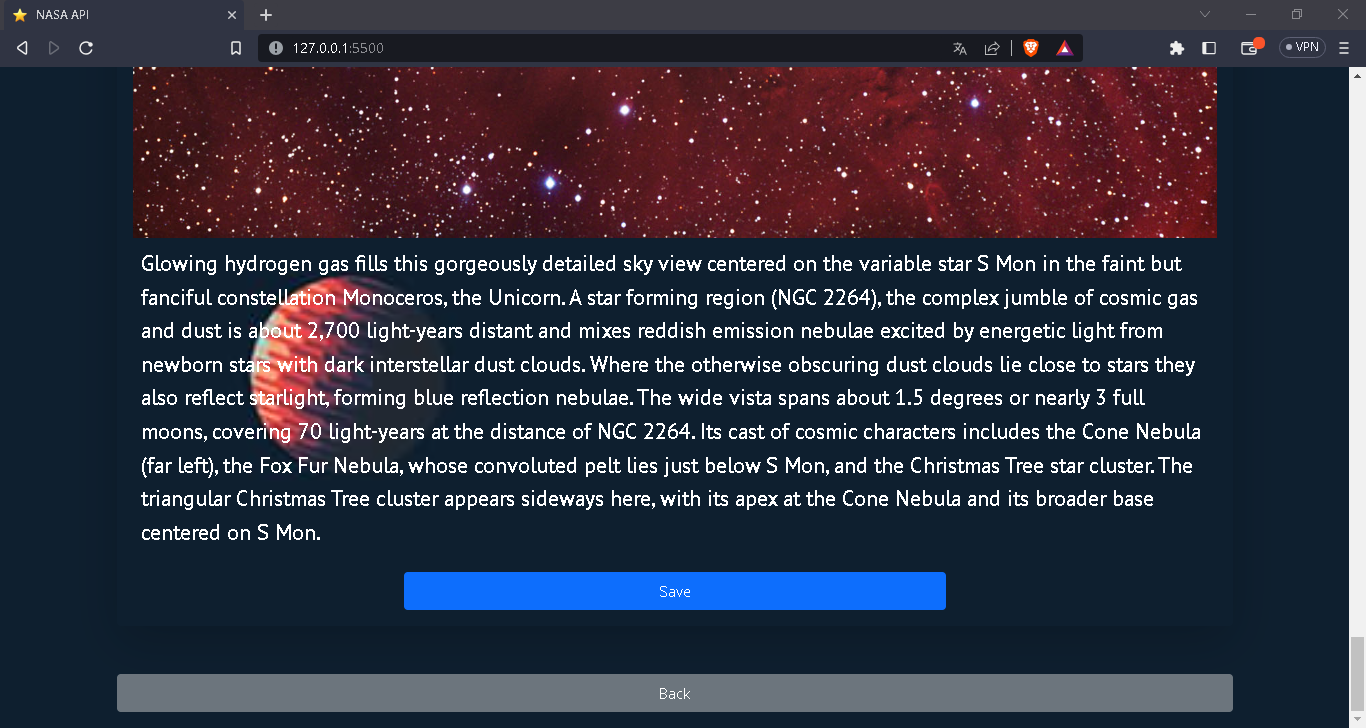 NASA API
127.0.0.1:5500
VPN
Glowing hydrogen gas fills this gorgeously detailed sky view centered on the variable star S Mon in the faint but
fanciful constellation Monoceros, the Unicorn. A star forming region (NGC 2264), the complex jumble of cosmic gas
and dust is about 2,700 light-years distant and mixes reddish emission nebulae excited by energetic light from
newborn stars with dark interstellar dust clouds. Where the otherwise obscuring dust clouds lie close to stars they
also reflect starlight, forming blue reflection nebulae. The wide vista spans about 1.5 degrees or nearly 3 full
moons, covering 70 light-years at the distance of NGC 2264. Its cast of cosmic characters includes the Cone Nebula
(far left), the Fox Fur Nebula, whose convoluted pelt lies just below S Mon, and the Christmas Tree star cluster. The
triangular Christmas Tree cluster appears sideways here, with its apex at the Cone Nebula and its broader base
centered on S Mon.
Save
Back